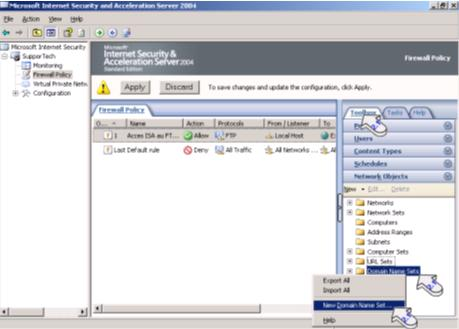 Microsoft Internet Security and Acceleration Server 2004
File Action View Help
Microsoft Internet Security
SupporTech
Monitoring
Firewall Policy
Virtual Private Netw
Configuration
Microsoft
Internet Security &
Acceleration Server 2004
Standard Edition
Firewall Policy
Apply Discard To save changes and update the configuration, click Apply.
Firewall Policy
O... Name Action Protocols From / Listener To
1 Acces ISA au FT... Allow FTP Local Host
Last Default rule Deny All Traffic All Networks ... Al
Toolbox Tasks Help
Users
Content Types
Schedules
Network Objects
New Edit... Delete
Networks
Network Sets
Computers
Address Ranges
Subnets
Computer Sets
URL Sets
Domain Name Sets
Export All
Import All
New Domain Name Set...
Help